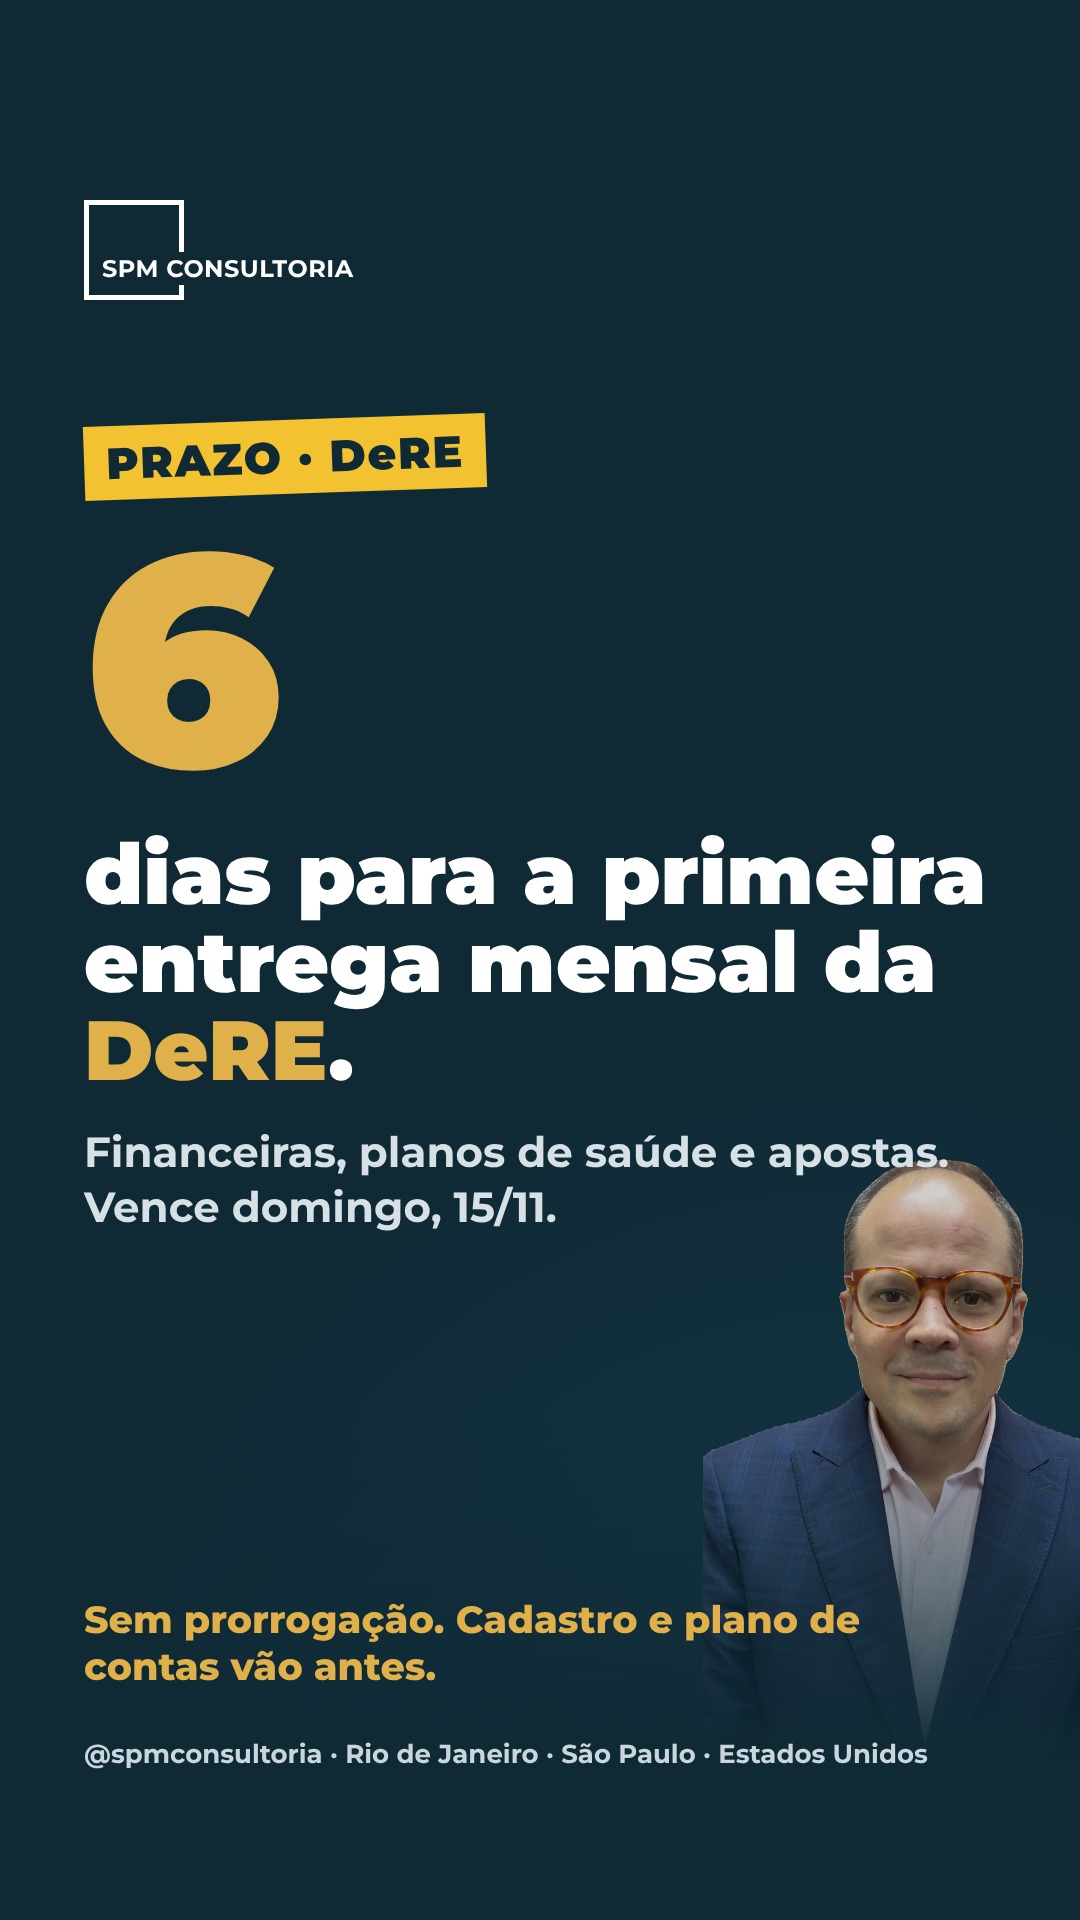 SPM CONSULTORIA
PRAZO · DeRE
6
dias para a primeira
entrega mensal da
DeRE.
Financeiras, planos de saúde e apostas.
Vence domingo, 15/11.
Sem prorrogação. Cadastro e plano de
contas vão antes.
@spmconsultoria · Rio de Janeiro · São Paulo · Estados Unidos